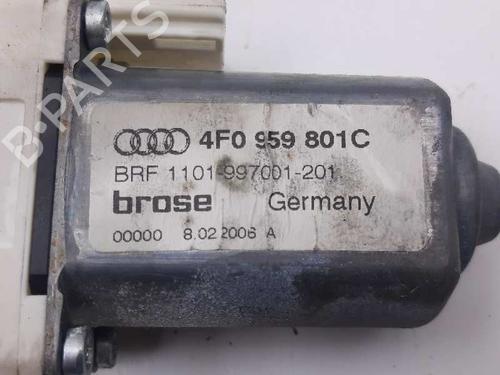 4F0 959 801C
BRF 1101-997001-201
brose Germany
00000 8.02.2006 A
B-PARTS